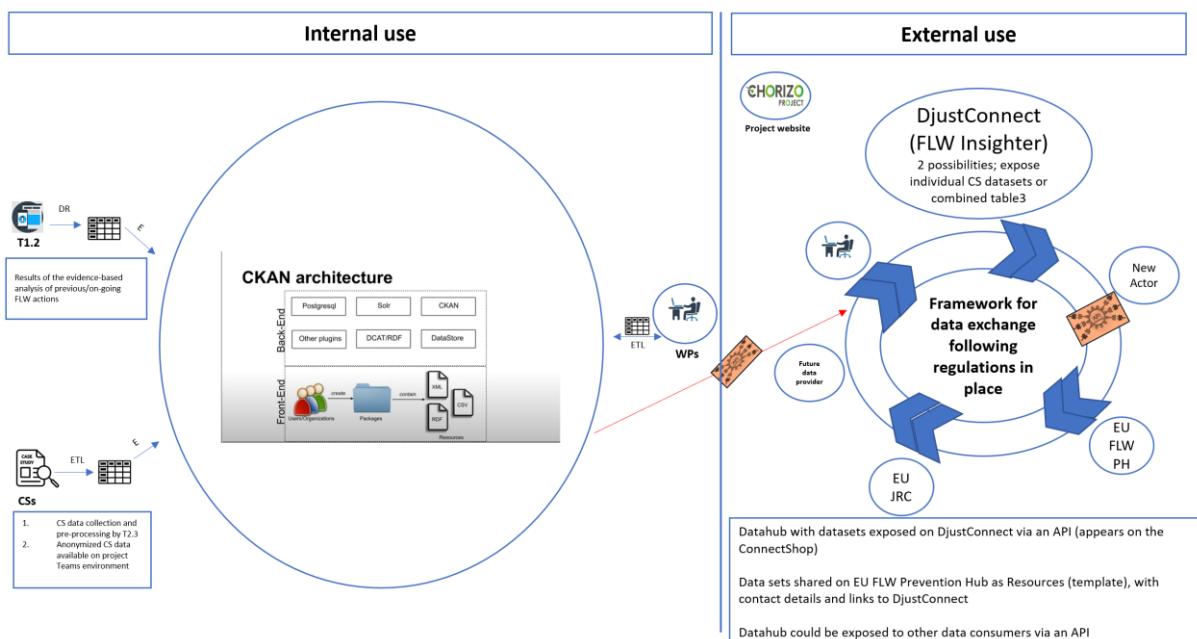 Internal use
External use
CHORIZO
PROJECT
Project website
DjustConnect
(FLW Insighter)
2 possibilities; expose
individual CS datasets or
combined table3
DR
E
T1.2
Results of the evidence-based
analysis of previous/on-going
FLW actions
CKAN architecture
Back-End
Postgresql
Solr
CKAN
Other plugins
DCAT/RDF
DataStore
Front-End
create
contain
Users/Organizations
Packages
XML
CSV
RDF
Resources
ETL
WPs
New
Actor
Framework for
data exchange
following
regulations in
place
Future
data
provider
EU
FLW
PH
EU
JRC
CASE
STUDY
ETL
E
CSs
1. CS data collection and
pre-processing by T2.3
2. Anonymized CS data
available on project
Teams environment
Datahub with datasets exposed on DjustConnect via an API (appears on the
ConnectShop)
Data sets shared on EU FLW Prevention Hub as Resources (template), with
contact details and links to DjustConnect
Datahub could be exposed to other data consumers via an API